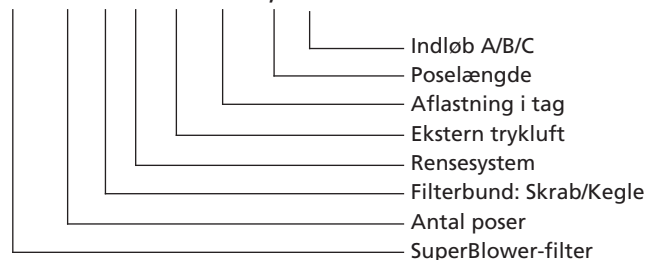 Indløb A/B/C
Poselængde
Aflastning i tag
Ekstern trykluft
Rensesystem
Filterbund: Skrab/Kegle
Antal poser
SuperBlower-filter